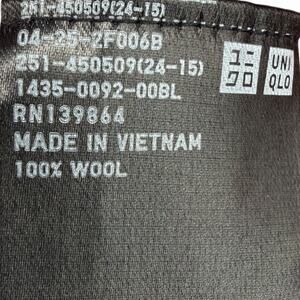 251-450509(24-15)
04-25-2F006B
251-450509(24-15)
1435-0092-00BL
RN139864
MADE IN VIETNAM
100% WOOL
ユニ
クロ
UNI
QLO